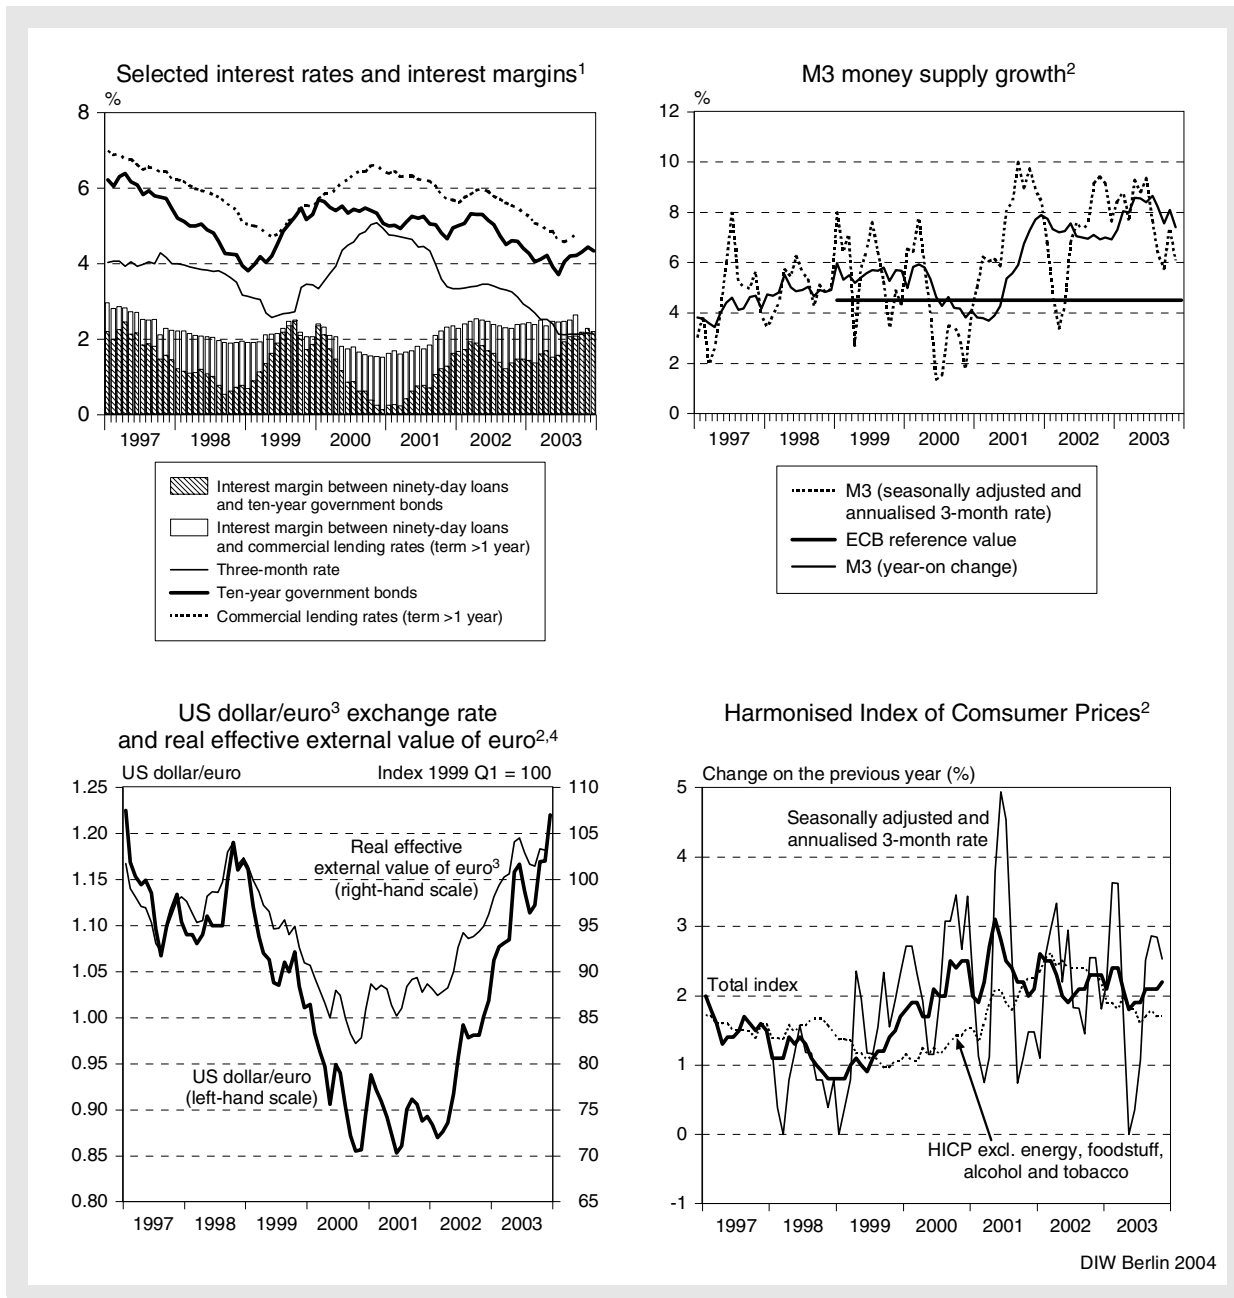 Selected interest rates and interest margins1
%
8
6
4
2
0
1997 1998 1999 2000 2001 2002 2003
Interest margin between ninety-day loans
and ten-year government bonds
Interest margin between ninety-day loans
and commercial lending rates (term >1 year)
Three-month rate
Ten-year government bonds
Commercial lending rates (term >1 year)
M3 money supply growth2
%
12
10
8
6
4
2
0
1997 1998 1999 2000 2001 2002 2003
M3 (seasonally adjusted and
annualised 3-month rate)
ECB reference value
M3 (year-on change)
US dollar/euro3 exchange rate
and real effective external value of euro2,4
US dollar/euro Index 1999 Q1 = 100
1.25 110
1.20 105
1.15 100
1.10 95
1.05 90
1.00 85
0.95 80
0.90 75
0.85 70
0.80 65
Real effective
external value of euro3
(right-hand scale)
US dollar/euro
(left-hand scale)
1997 1998 1999 2000 2001 2002 2003
Harmonised Index of Comsumer Prices2
Change on the previous year (%)
5
4
3
2
1
0
-1
Seasonally adjusted and
annualised 3-month rate
Total index
HICP excl. energy, foodstuff,
alcohol and tobacco
1997 1998 1999 2000 2001 2002 2003
DIW Berlin 2004